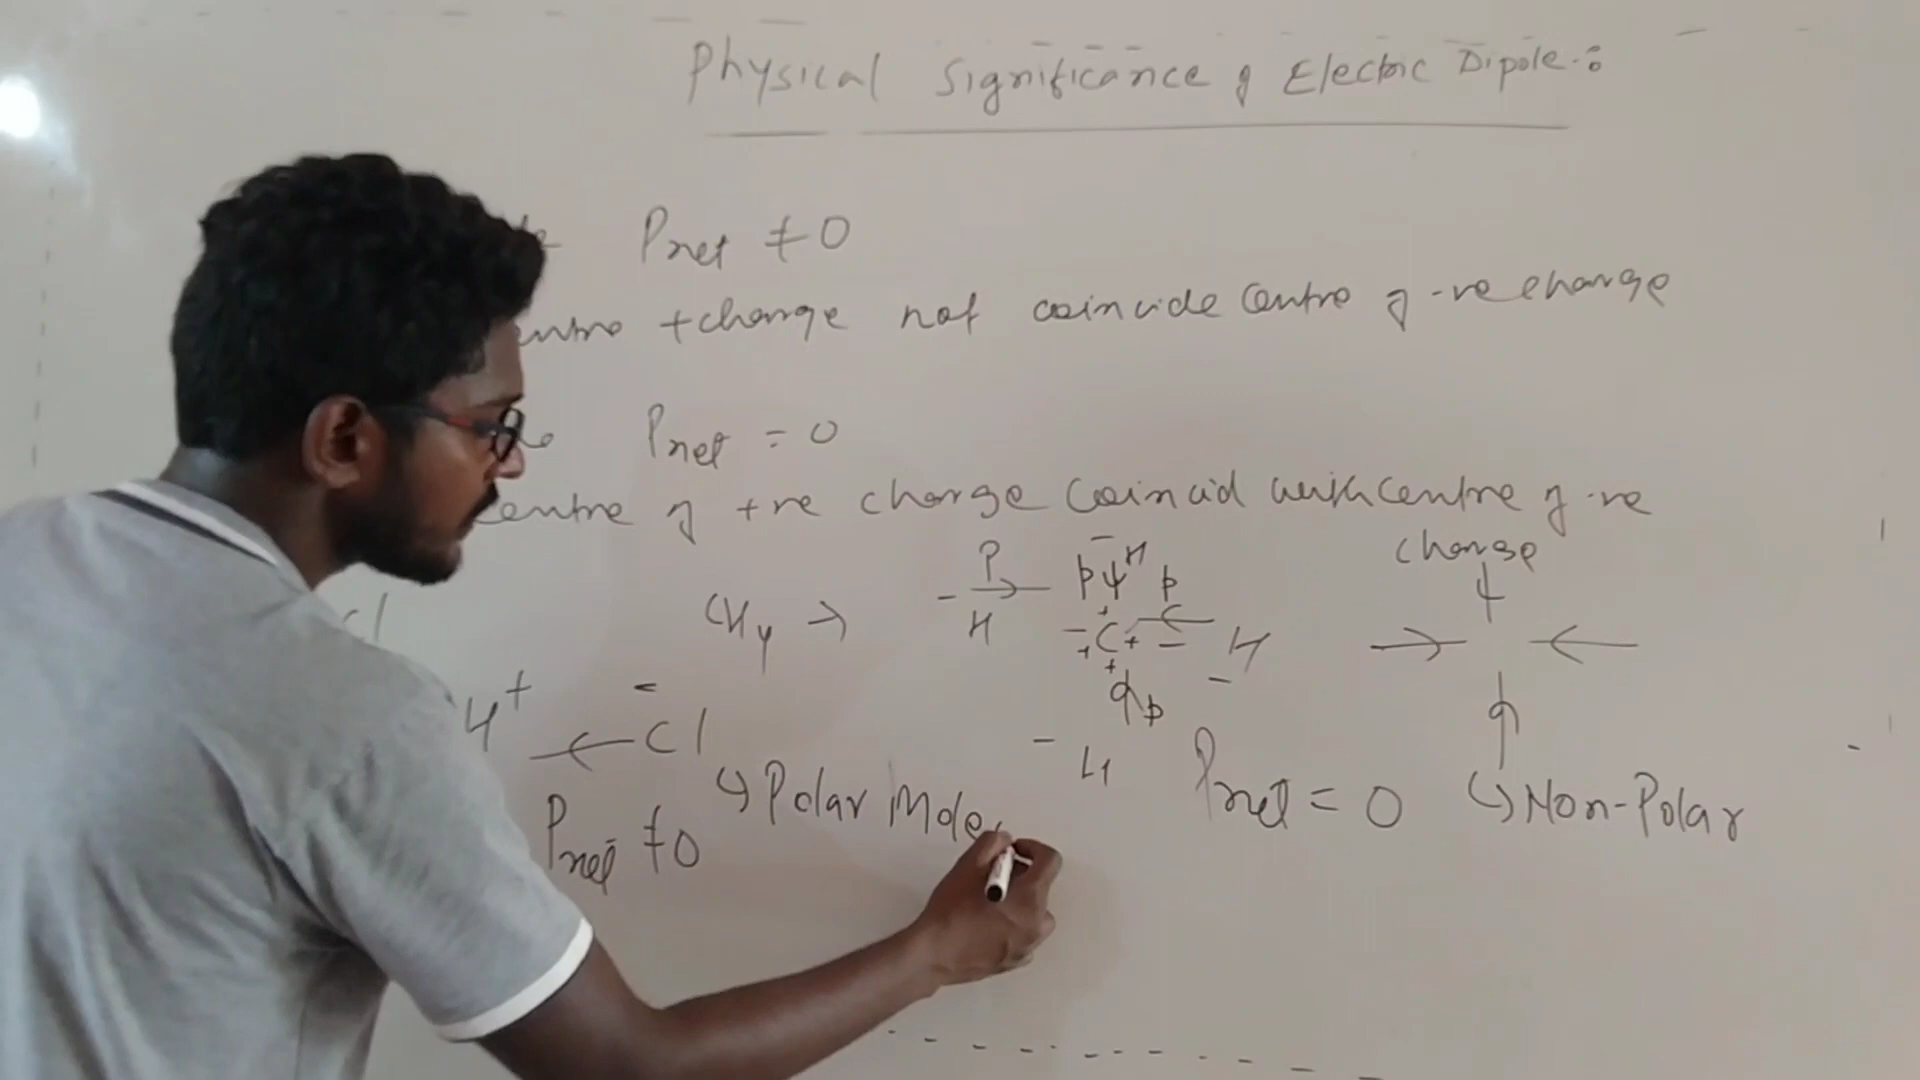 Physical Significance of Electric Dipole :
Pnet ≠ 0
+charge not coincide Centre of -ve charge
Pnet = 0
Centre of +ve charge Coincid with centre of -ve
charge
CH4 →
P
- H
- H
P P
C
+ + + +
- H
P
- H
Cl
H+ - Cl
Pnet ≠ 0
↳ Polar Mole
Pnet = 0
↳ Non-Polar